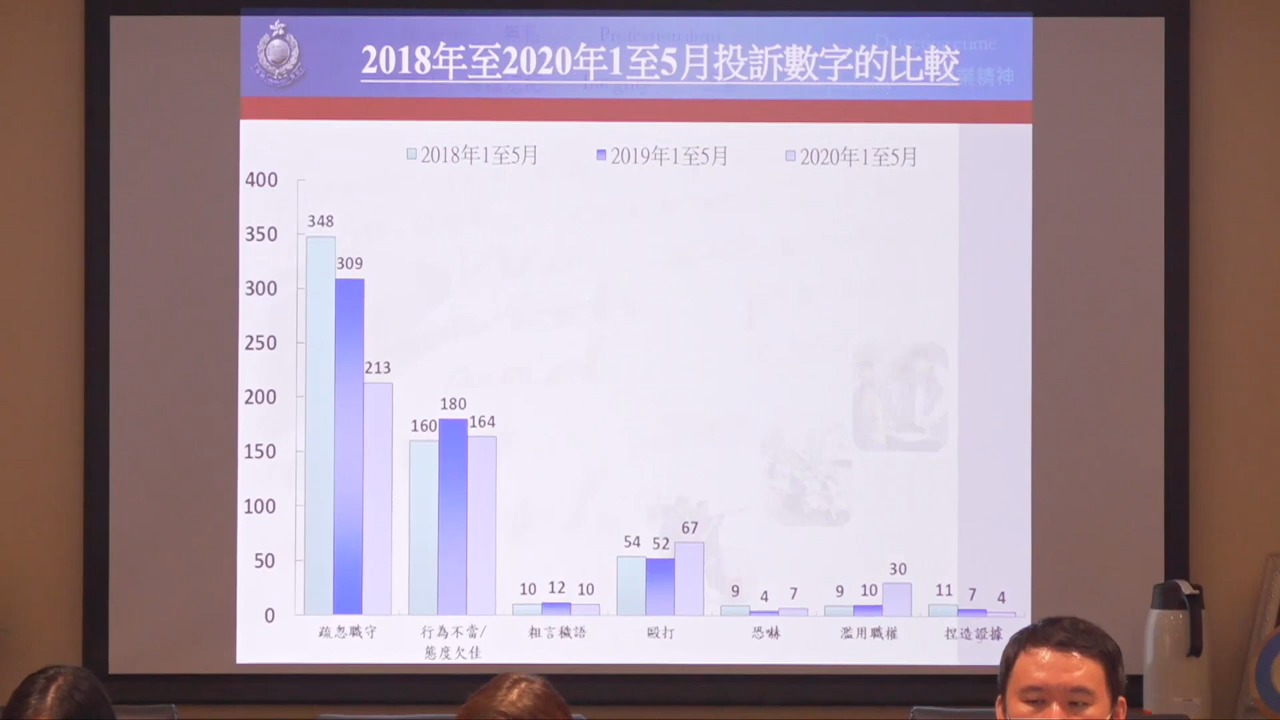 2018年至2020年1至5月投訴數字的比較
業精神
2018年1至5月 2019年1至5月 2020年1至5月
400
350
300
250
200
150
100
50
0
348 309 213
160 180 164
10 12 10
54 52 67
9 4 7
9 10 30
11 7 4
疏忽職守
行為不當/
態度欠佳
粗言穢語
毆打
恐嚇
濫用職權
捏造證據